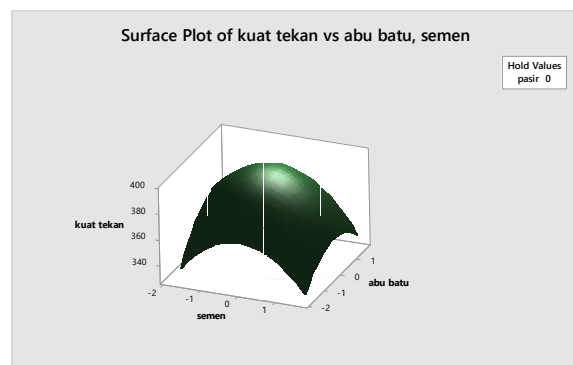 Surface Plot of kuat tekan vs abu batu, semen
Hold Values
pasir 0
400
380
360
340
kuat tekan
-2
-1
0
1
semen
-2
-1
0
1
abu batu